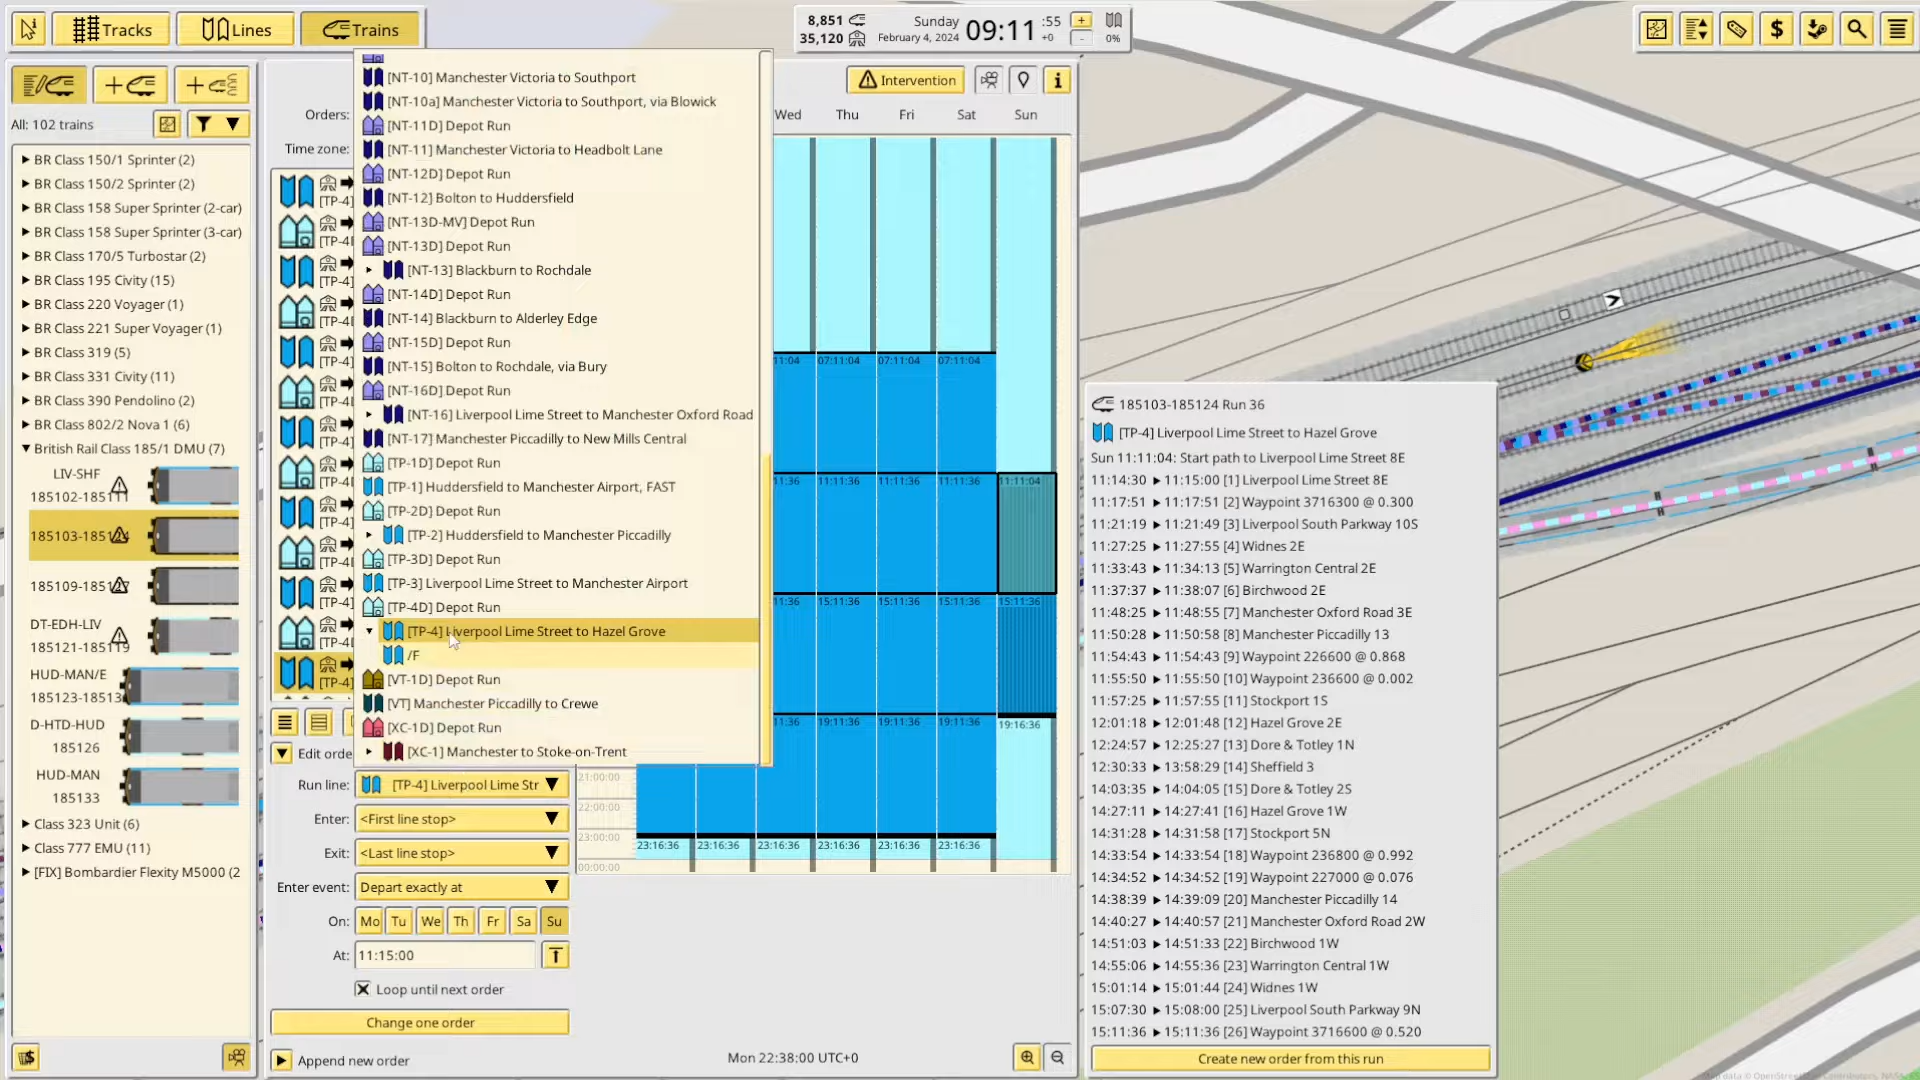 Tracks
Lines
Trains
8,851
35,120
Sunday
February 4, 2024
09:11 :55
+0
+
-
0%
$
All: 102 trains
BR Class 150/1 Sprinter (2)
BR Class 150/2 Sprinter (2)
BR Class 158 Super Sprinter (2-car)
BR Class 158 Super Sprinter (3-car)
BR Class 170/5 Turbostar (2)
BR Class 195 Civity (15)
BR Class 220 Voyager (1)
BR Class 221 Super Voyager (1)
BR Class 319 (5)
BR Class 331 Civity (11)
BR Class 390 Pendolino (2)
BR Class 802/2 Nova 1 (6)
British Rail Class 185/1 DMU (7)
LIV-SHF
185102-185111
185103-185124
185109-185127
DT-EDH-LIV
185121-185119
HUD-MAN/E
185123-18513
D-HTD-HUD
185126
HUD-MAN
185133
Class 323 Unit (6)
Class 777 EMU (11)
[FIX] Bombardier Flexity M5000 (2
Orders:
Time zone:
[NT-10] Manchester Victoria to Southport
[NT-10a] Manchester Victoria to Southport, via Blowick
[NT-11D] Depot Run
[NT-11] Manchester Victoria to Headbolt Lane
[NT-12D] Depot Run
[NT-12] Bolton to Huddersfield
[NT-13D-MV] Depot Run
[NT-13D] Depot Run
[NT-13] Blackburn to Rochdale
[NT-14D] Depot Run
[NT-14] Blackburn to Alderley Edge
[NT-15D] Depot Run
[NT-15] Bolton to Rochdale, via Bury
[NT-16D] Depot Run
[NT-16] Liverpool Lime Street to Manchester Oxford Road
[NT-17] Manchester Piccadilly to New Mills Central
[TP-1D] Depot Run
[TP-1] Huddersfield to Manchester Airport, FAST
[TP-2D] Depot Run
[TP-2] Huddersfield to Manchester Piccadilly
[TP-3D] Depot Run
[TP-3] Liverpool Lime Street to Manchester Airport
[TP-4D] Depot Run
[TP-4] Liverpool Lime Street to Hazel Grove
/F
[VT-1D] Depot Run
[VT] Manchester Piccadilly to Crewe
[XC-1D] Depot Run
[XC-1] Manchester to Stoke-on-Trent
Edit orde
Run line: [TP-4] Liverpool Lime Str
Enter: <First line stop>
Exit: <Last line stop>
Enter event: Depart exactly at
On: Mo Tu We Th Fr Sa Su
At: 11:15:00
Loop until next order
Change one order
Append new order
Intervention
Wed Thu Fri Sat Sun
11:04 07:11:04 07:11:04 07:11:04
11:36 11:11:36 11:11:36 11:11:36 11:11:04
11:36 15:11:36 15:11:36 15:11:36 15:11:36
11:36 19:11:36 19:11:36 19:11:36 19:16:36
21:00:00
22:00:00
23:00:00
23:16:36 23:16:36 23:16:36 23:16:36 23:16:36 23:16:36
00:00:00
Mon 22:38:00 UTC+0
185103-185124 Run 36
[TP-4] Liverpool Lime Street to Hazel Grove
Sun 11:11:04: Start path to Liverpool Lime Street 8E
11:14:30 ▶ 11:15:00 [1] Liverpool Lime Street 8E
11:17:51 ▶ 11:17:51 [2] Waypoint 3716300 @ 0.300
11:21:19 ▶ 11:21:49 [3] Liverpool South Parkway 10S
11:27:25 ▶ 11:27:55 [4] Widnes 2E
11:33:43 ▶ 11:34:13 [5] Warrington Central 2E
11:37:37 ▶ 11:38:07 [6] Birchwood 2E
11:48:25 ▶ 11:48:55 [7] Manchester Oxford Road 3E
11:50:28 ▶ 11:50:58 [8] Manchester Piccadilly 13
11:54:43 ▶ 11:54:43 [9] Waypoint 226600 @ 0.868
11:55:50 ▶ 11:55:50 [10] Waypoint 236600 @ 0.002
11:57:25 ▶ 11:57:55 [11] Stockport 1S
12:01:18 ▶ 12:01:48 [12] Hazel Grove 2E
12:24:57 ▶ 12:25:27 [13] Dore & Totley 1N
12:30:33 ▶ 13:58:29 [14] Sheffield 3
14:03:35 ▶ 14:04:05 [15] Dore & Totley 2S
14:27:11 ▶ 14:27:41 [16] Hazel Grove 1W
14:31:28 ▶ 14:31:58 [17] Stockport 5N
14:33:54 ▶ 14:33:54 [18] Waypoint 236800 @ 0.992
14:34:52 ▶ 14:34:52 [19] Waypoint 227000 @ 0.076
14:38:39 ▶ 14:39:09 [20] Manchester Piccadilly 14
14:40:27 ▶ 14:40:57 [21] Manchester Oxford Road 2W
14:51:03 ▶ 14:51:33 [22] Birchwood 1W
14:55:06 ▶ 14:55:36 [23] Warrington Central 1W
15:01:14 ▶ 15:01:44 [24] Widnes 1W
15:07:30 ▶ 15:08:00 [25] Liverpool South Parkway 9N
15:11:36 ▶ 15:11:36 [26] Waypoint 3716600 @ 0.520
Create new order from this run